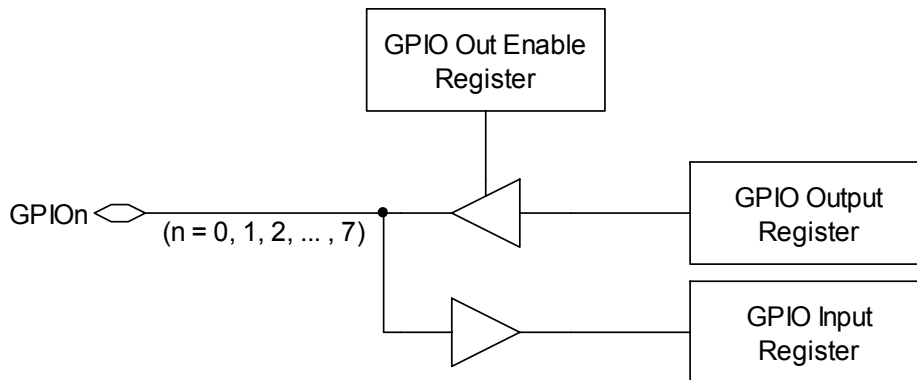 GPIO Out Enable
Register
GPIOn
(n = 0, 1, 2, ... , 7)
GPIO Output
Register
GPIO Input
Register